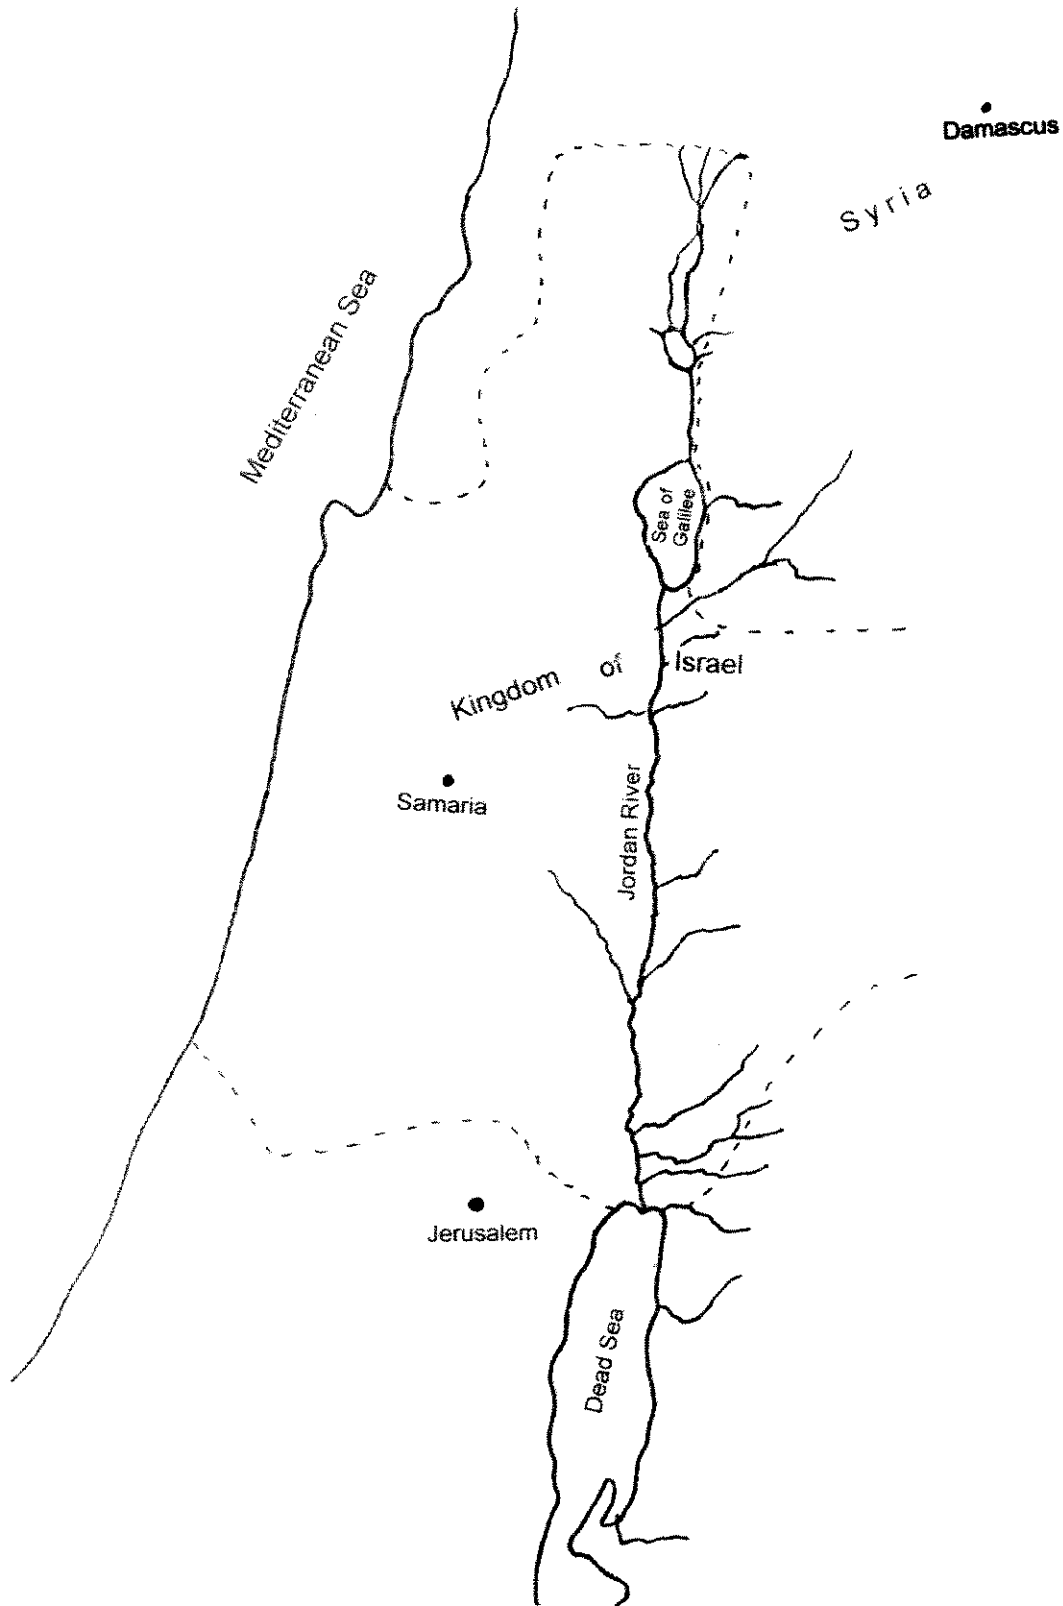 Damascus
Syria
Mediterranean Sea
Sea of
Galilee
Kingdom of Israel
Samaria
Jordan River
Jerusalem
Dead Sea